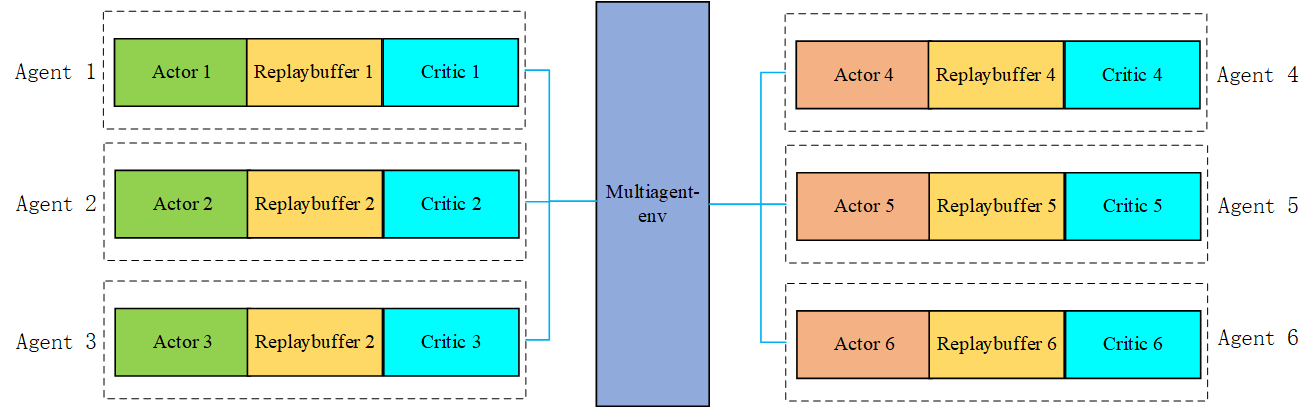 Agent 1
Actor 1
Replaybuffer 1
Critic 1
Agent 2
Actor 2
Replaybuffer 2
Critic 2
Agent 3
Actor 3
Replaybuffer 2
Critic 3
Multiagent-
env
Actor 4
Replaybuffer 4
Critic 4
Agent 4
Actor 5
Replaybuffer 5
Critic 5
Agent 5
Actor 6
Replaybuffer 6
Critic 6
Agent 6